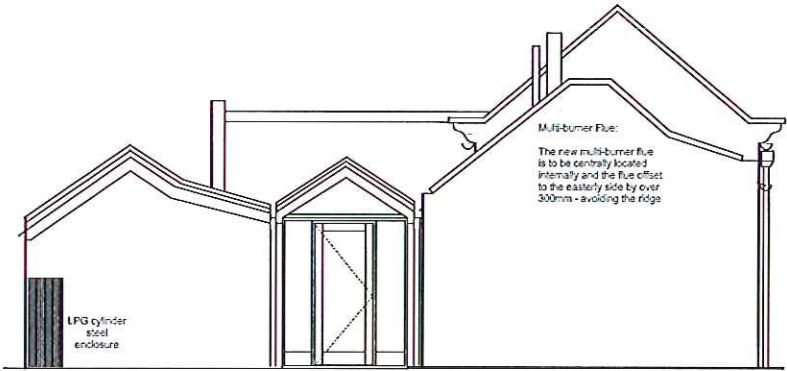 Multi-burner Flue:
The new multi-burner flue
is to be centrally located
internally and the flue offset
to the easterly side by over
300mm - avoiding the ridge
LPG cylinder
steel
enclosure